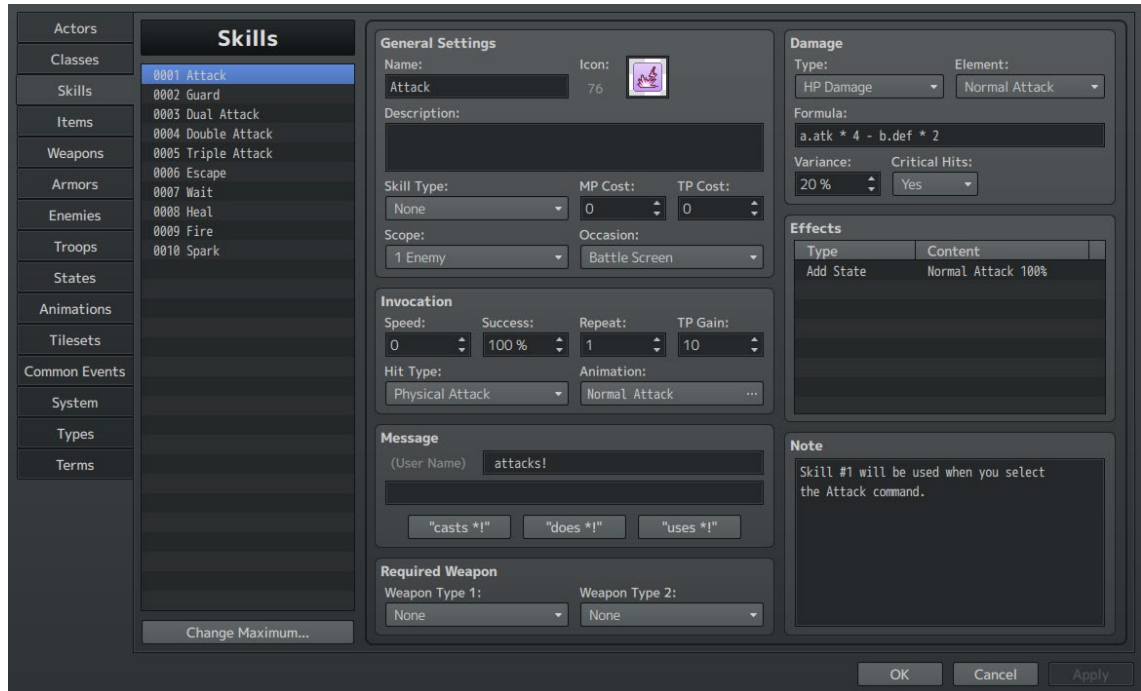 Actors
Classes
Skills
Items
Weapons
Armors
Enemies
Troops
States
Animations
Tilesets
Common Events
System
Types
Terms
Skills
0001 Attack
0002 Guard
0003 Dual Attack
0004 Double Attack
0005 Triple Attack
0006 Escape
0007 Wait
0008 Heal
0009 Fire
0010 Spark
Change Maximum...
General Settings
Name: Icon:
Attack 76
Description:
Skill Type: MP Cost: TP Cost:
None 0 0
Scope: Occasion:
1 Enemy Battle Screen
Invocation
Speed: Success: Repeat: TP Gain:
0 100 % 1 10
Hit Type: Animation:
Physical Attack Normal Attack ...
Message
(User Name) attacks!
"casts *!" "does *!" "uses *!"
Required Weapon
Weapon Type 1: Weapon Type 2:
None None
Damage
Type: Element:
HP Damage Normal Attack
Formula:
a.atk * 4 - b.def * 2
Variance: Critical Hits:
20 % Yes
Effects
Type Content
Add State Normal Attack 100%
Note
Skill #1 will be used when you select
the Attack command.
OK Cancel Apply